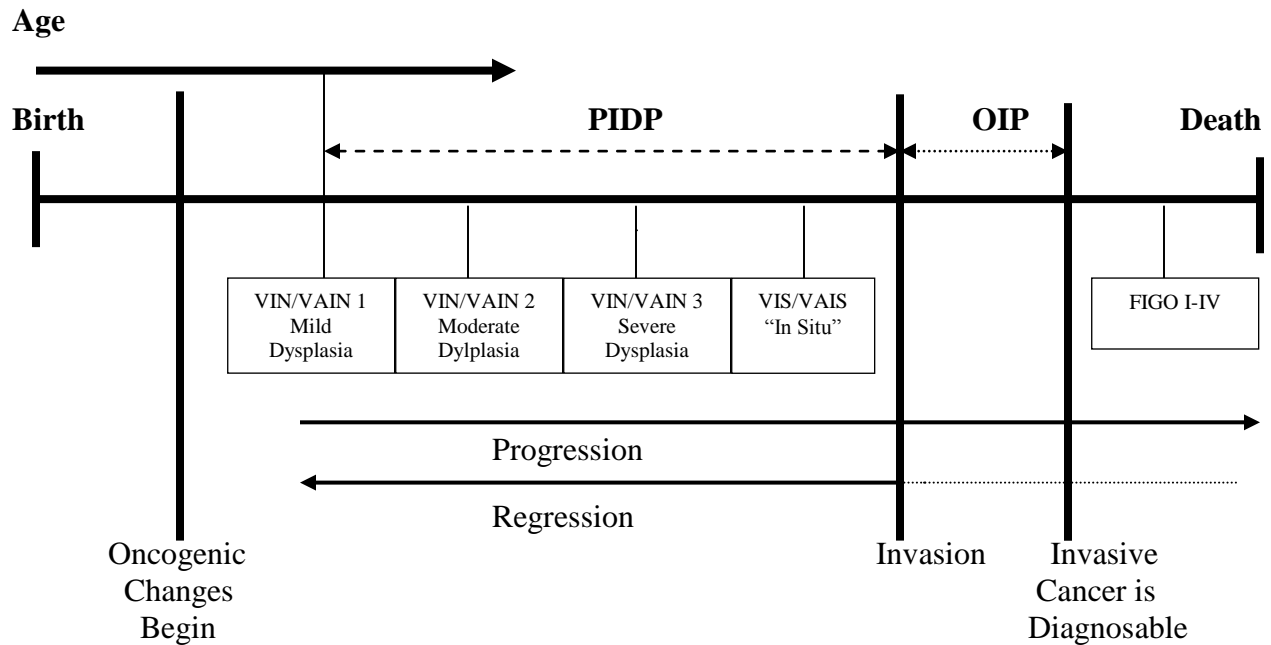 Age
Birth
PIDP
OIP
Death
VIN/VAIN 1
Mild
Dysplasia
VIN/VAIN 2
Moderate
Dylplasia
VIN/VAIN 3
Severe
Dysplasia
VIS/VAIS
“In Situ”
FIGO I-IV
Progression
Regression
Oncogenic
Changes
Begin
Invasion
Invasive
Cancer is
Diagnosable